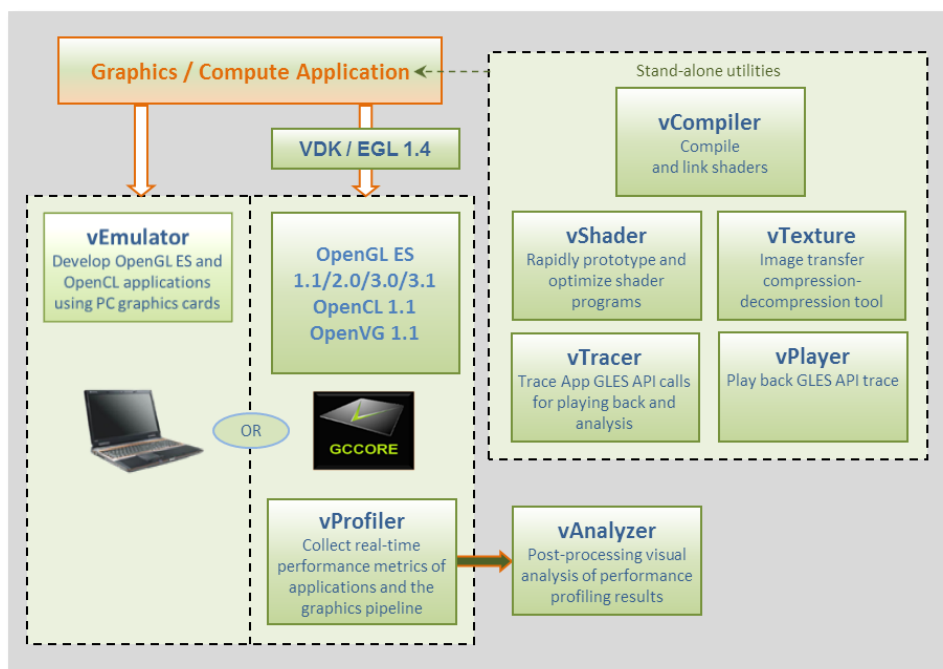 Graphics / Compute Application
Stand-alone utilities
vCompiler
Compile
and link shaders
VDK / EGL 1.4
vEmulator
Develop OpenGL ES and
OpenCL applications
using PC graphics cards
OpenGL ES
1.1/2.0/3.0/3.1
OpenCL 1.1
OpenVG 1.1
vShader
Rapidly prototype and
optimize shader
programs
vTexture
Image transfer
compression-
decompression tool
vTracer
Trace App GLES API calls
for playing back and
analysis
vPlayer
Play back GLES API trace
OR
GCCORE
vProfiler
Collect real-time
performance metrics of
applications and the
graphics pipeline
vAnalyzer
Post-processing visual
analysis of performance
profiling results